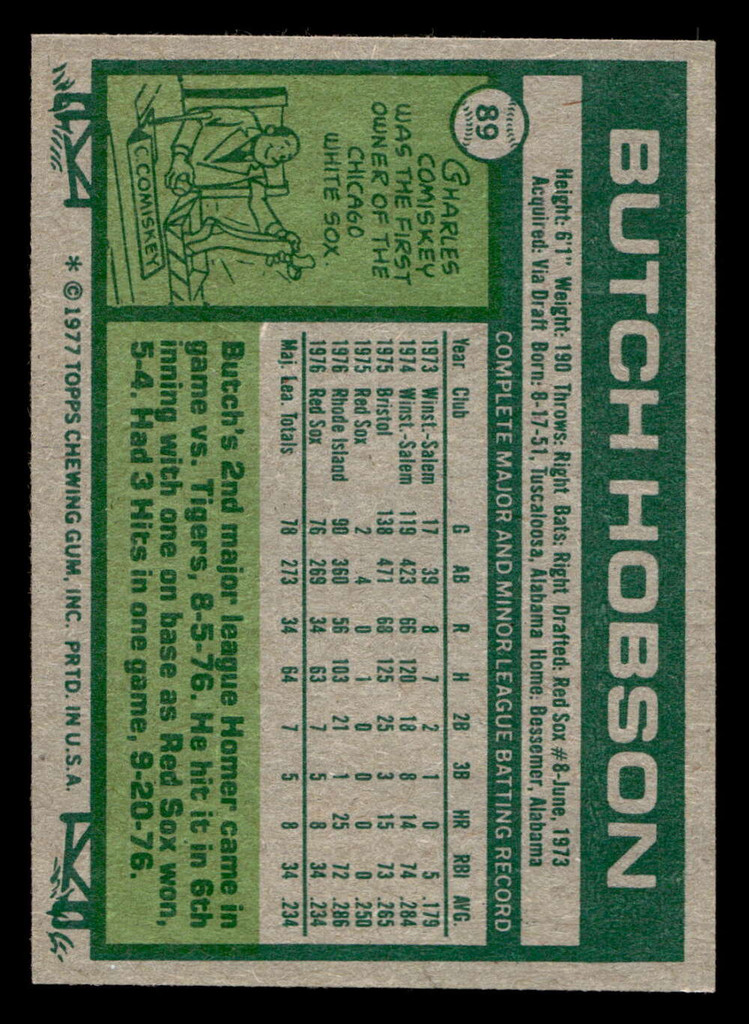 BUTCH HOBSON
89
Height: 6'1" Weight: 190 Throws: Right Bats: Right Drafted: Red Sox #8-June, 1973
Acquired: Via Draft Born: 8-17-51, Tuscaloosa, Alabama Home: Bessemer, Alabama
COMPLETE MAJOR AND MINOR LEAGUE BATTING RECORD
Year Club G AB R H 2B 3B HR RBI AVG.
1973 Winst.-Salem 17 39 8 7 2 1 0 5 .179
1974 Winst.-Salem 119 423 66 120 18 8 14 74 .284
1975 Bristol 138 471 68 125 25 3 15 73 .265
1975 Red Sox 2 4 0 1 0 0 0 0 .250
1976 Rhode Island 90 360 56 103 21 1 25 72 .286
1976 Red Sox 76 269 34 63 7 5 8 34 .234
Maj. Lea. Totals 78 273 34 64 7 5 8 34 .234
CHARLES
COMISKEY
WAS THE FIRST
OWNER OF THE
CHICAGO
WHITE SOX.
C. COMISKEY
Butch's 2nd major league Homer came in
game vs. Tigers, 8-5-76. He hit it in 6th
inning with one on base as Red Sox won,
5-4. Had 3 Hits in one game, 9-20-76.
* © 1977 TOPPS CHEWING GUM, INC. PRTD. IN U.S.A.